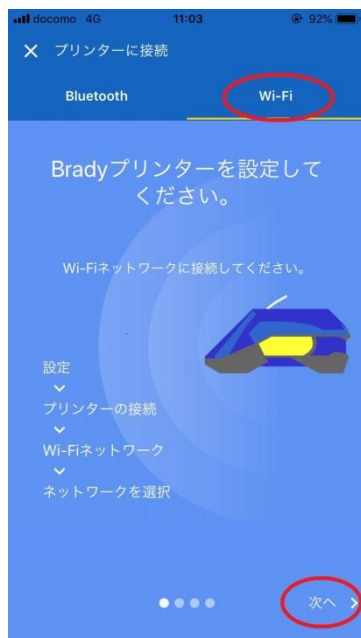 docomo 4G 11:03 92%
プリンターに接続
Bluetooth Wi-Fi
Bradyプリンターを設定して
ください。
Wi-Fiネットワークに接続してください。
設定
プリンターの接続
Wi-Fiネットワーク
ネットワークを選択
次へ